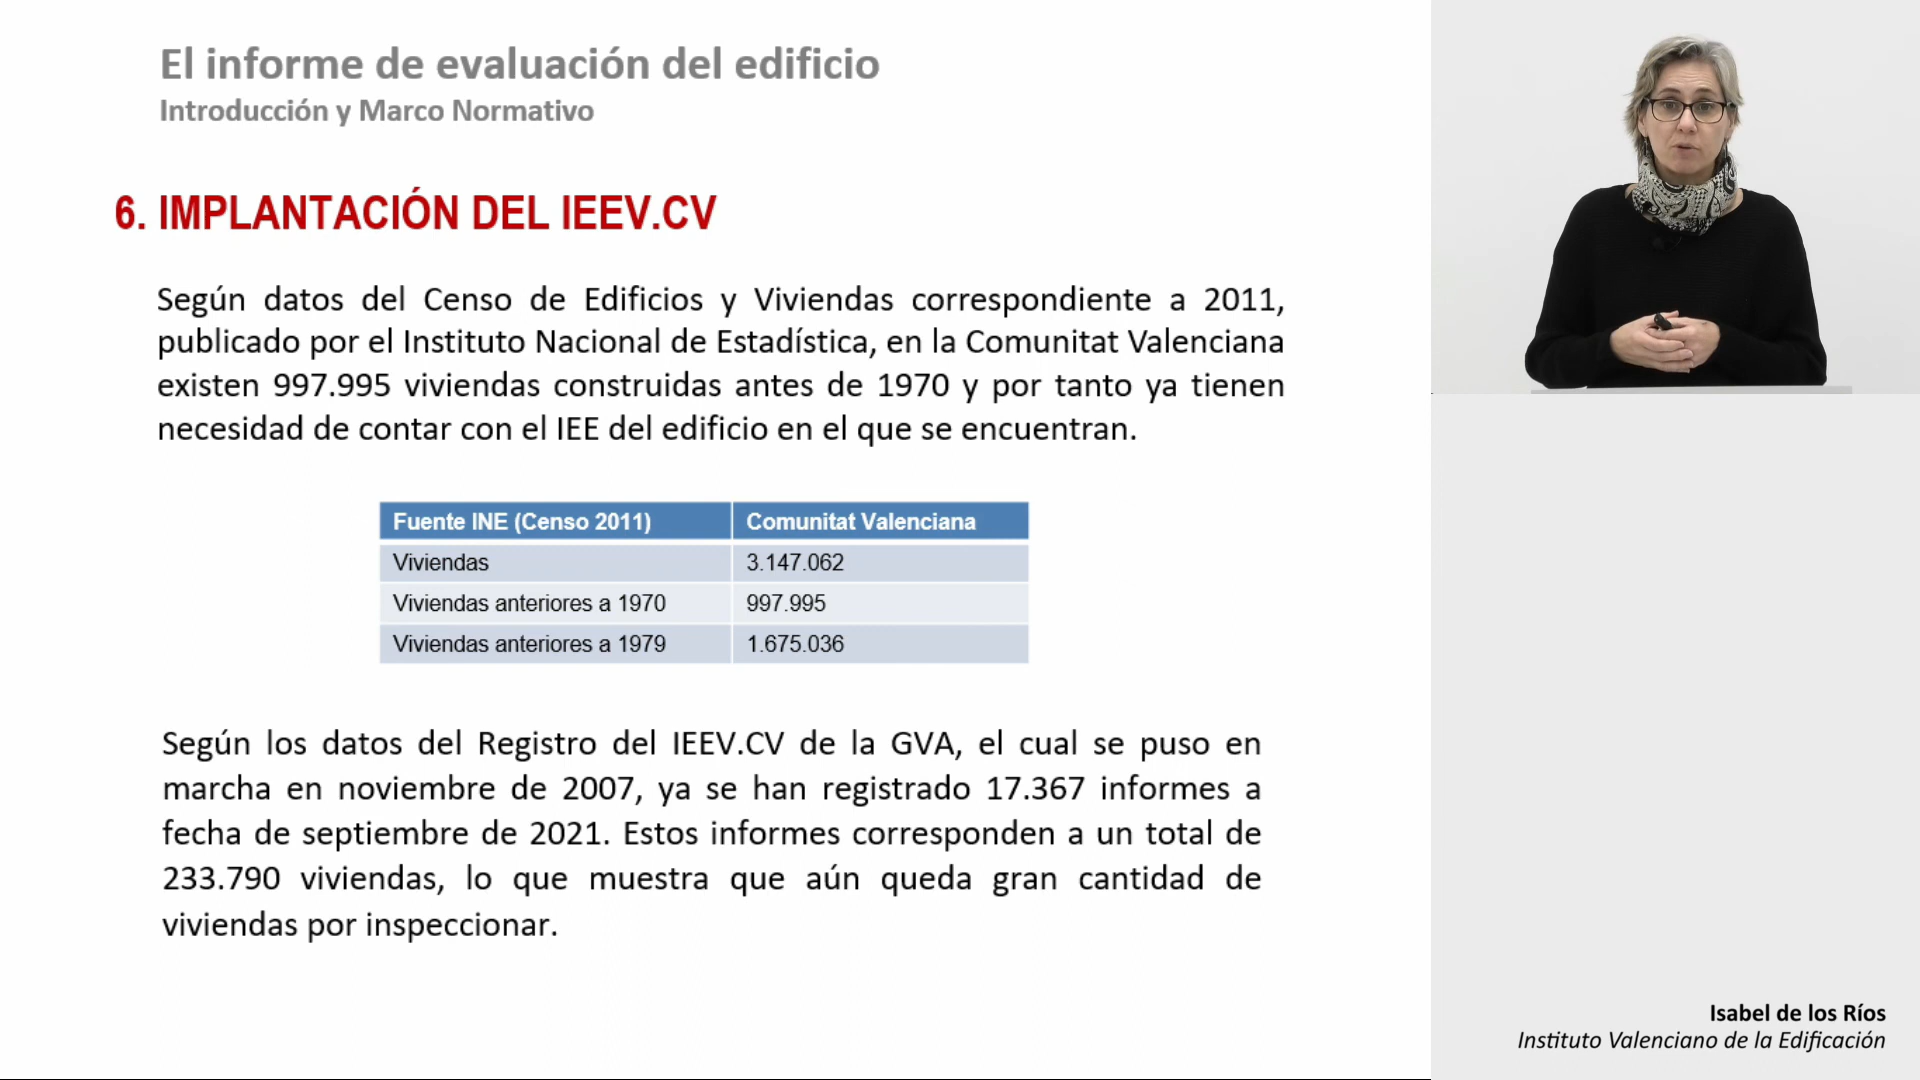 El informe de evaluación del edificio
Introducción y Marco Normativo
6. IMPLANTACIÓN DEL IEEV.CV
Según datos del Censo de Edificios y Viviendas correspondiente a 2011,
publicado por el Instituto Nacional de Estadística, en la Comunitat Valenciana
existen 997.995 viviendas construidas antes de 1970 y por tanto ya tienen
necesidad de contar con el IEE del edificio en el que se encuentran.
Fuente INE (Censo 2011) Comunitat Valenciana
Viviendas 3.147.062
Viviendas anteriores a 1970 997.995
Viviendas anteriores a 1979 1.675.036
Según los datos del Registro del IEEV.CV de la GVA, el cual se puso en
marcha en noviembre de 2007, ya se han registrado 17.367 informes a
fecha de septiembre de 2021. Estos informes corresponden a un total de
233.790 viviendas, lo que muestra que aún queda gran cantidad de
viviendas por inspeccionar.
Isabel de los Ríos
Instituto Valenciano de la Edificación